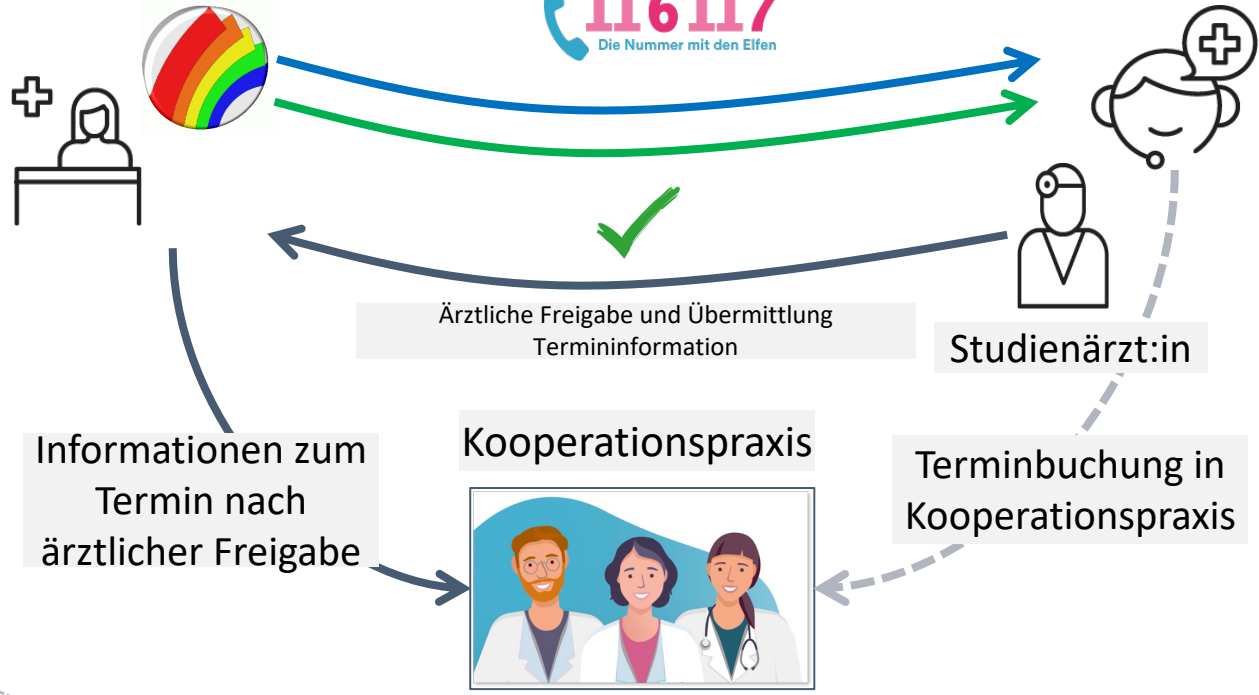 116117
Die Nummer mit den Elfen
Ärztliche Freigabe und Übermittlung
Termininformation
Studienärzt:in
Informationen zum
Termin nach
ärztlicher Freigabe
Kooperationspraxis
Terminbuchung in
Kooperationspraxis